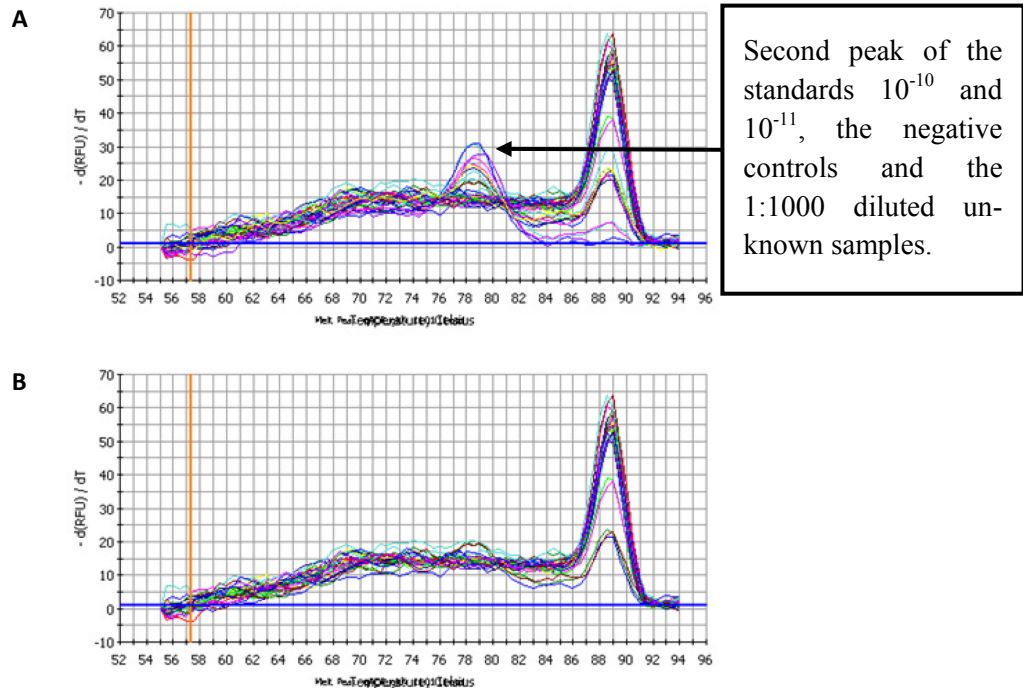 A
70
60
50
40
30
20
10
0
-10
- d(RFU) / dT
52 54 56 58 60 62 64 66 68 70 72 74 76 78 80 82 84 86 88 90 92 94 96
Temperature, Celsius
Second peak of the
standards 10-10 and
10-11, the negative
controls and the
1:1000 diluted un-
known samples.
B
70
60
50
40
30
20
10
0
-10
- d(RFU) / dT
52 54 56 58 60 62 64 66 68 70 72 74 76 78 80 82 84 86 88 90 92 94 96
Temperature, Celsius